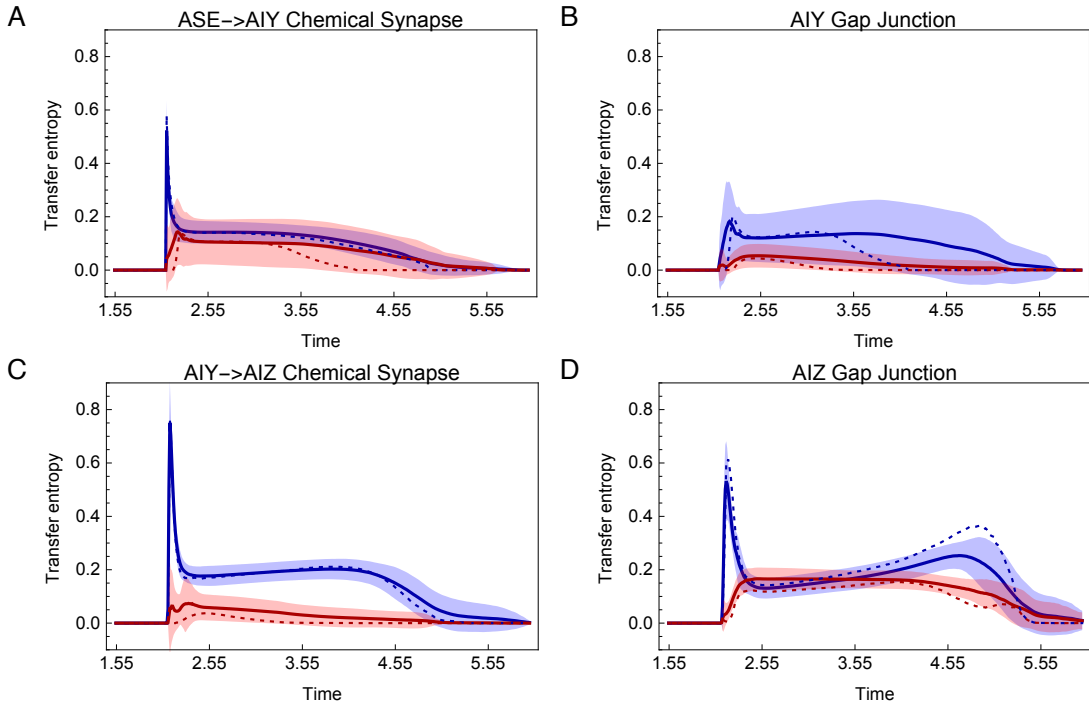 A
ASE->AIY Chemical Synapse
Transfer entropy
0.8
0.6
0.4
0.2
0.0
1.55 2.55 3.55 4.55 5.55
Time
B
AIY Gap Junction
Transfer entropy
0.8
0.6
0.4
0.2
0.0
1.55 2.55 3.55 4.55 5.55
Time
C
AIY->AIZ Chemical Synapse
Transfer entropy
0.8
0.6
0.4
0.2
0.0
1.55 2.55 3.55 4.55 5.55
Time
D
AIZ Gap Junction
Transfer entropy
0.8
0.6
0.4
0.2
0.0
1.55 2.55 3.55 4.55 5.55
Time